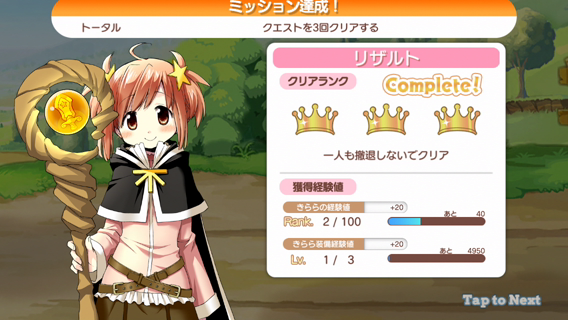 ミッション達成！
トータル クエストを3回クリアする
リザルト
クリアランク Complete!
一人も撤退しないでクリア
獲得経験値
きららの経験値 +20
Rank. 2 / 100 あと 40
きらら装備経験値 +20
Lv. 1 / 3 あと 4950
Tap to Next